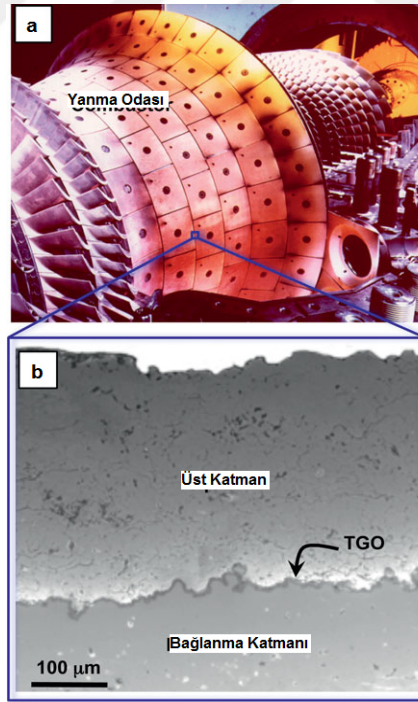 a
Yanma Odası
b
Üst Katman
TGO
Bağlanma Katmanı
100 μm